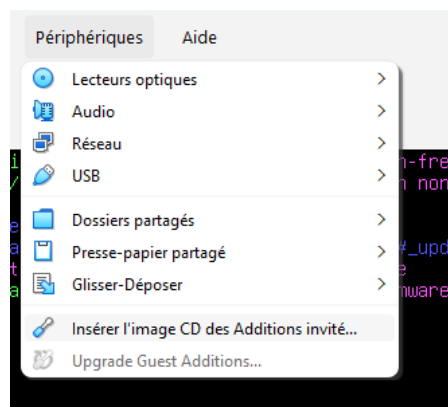 Périphériques Aide
Lecteurs optiques
Audio
Réseau
USB
Dossiers partagés
Presse-papier partagé
Glisser-Déposer
Insérer l'image CD des Additions invité...
Upgrade Guest Additions...